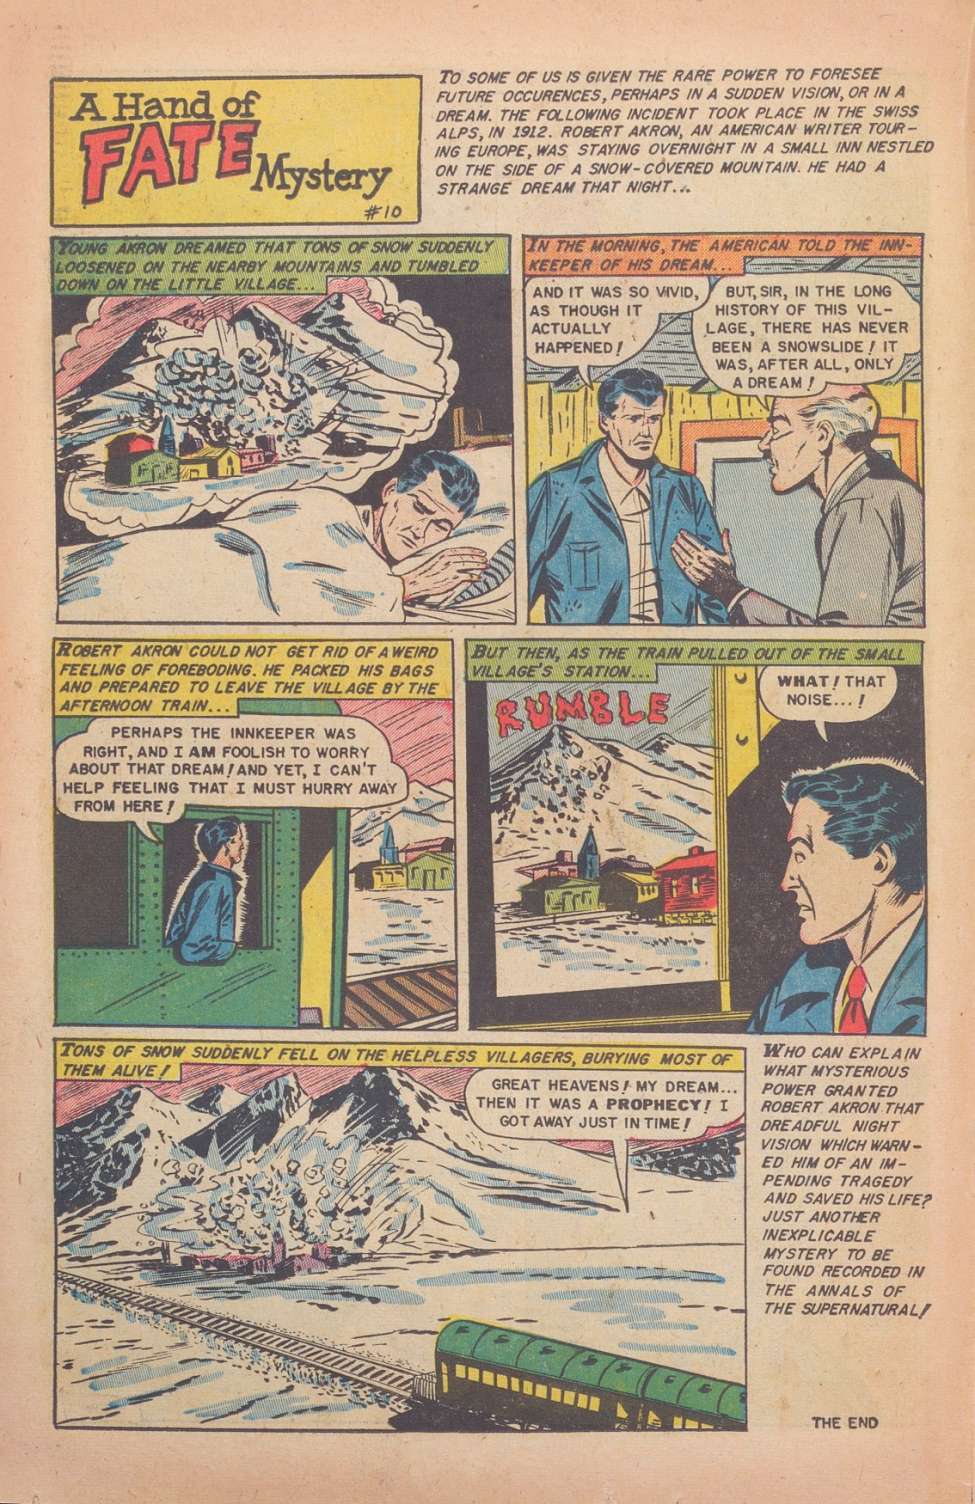 A Hand of
FATE
Mystery
#10
TO SOME OF US IS GIVEN THE RARE POWER TO FORESEE
FUTURE OCCURENCES, PERHAPS IN A SUDDEN VISION, OR IN A
DREAM. THE FOLLOWING INCIDENT TOOK PLACE IN THE SWISS
ALPS, IN 1912. ROBERT AKRON, AN AMERICAN WRITER TOUR-
ING EUROPE, WAS STAYING OVERNIGHT IN A SMALL INN NESTLED
ON THE SIDE OF A SNOW-COVERED MOUNTAIN. HE HAD A
STRANGE DREAM THAT NIGHT...
YOUNG AKRON DREAMED THAT TONS OF SNOW SUDDENLY
LOOSENED ON THE NEARBY MOUNTAINS AND TUMBLED
DOWN ON THE LITTLE VILLAGE...
IN THE MORNING, THE AMERICAN TOLD THE INN-
KEEPER OF HIS DREAM...
AND IT WAS SO VIVID,
AS THOUGH IT
ACTUALLY
HAPPENED!
BUT, SIR, IN THE LONG
HISTORY OF THIS VIL-
LAGE, THERE HAS NEVER
BEEN A SNOWSLIDE! IT
WAS, AFTER ALL, ONLY
A DREAM!
ROBERT AKRON COULD NOT GET RID OF A WEIRD
FEELING OF FOREBODING. HE PACKED HIS BAGS
AND PREPARED TO LEAVE THE VILLAGE BY THE
AFTERNOON TRAIN...
PERHAPS THE INNKEEPER WAS
RIGHT, AND I AM FOOLISH TO WORRY
ABOUT THAT DREAM! AND YET, I CAN'T
HELP FEELING THAT I MUST HURRY AWAY
FROM HERE!
BUT THEN, AS THE TRAIN PULLED OUT OF THE SMALL
VILLAGE'S STATION...
RUMBLE
WHAT! THAT
NOISE...!
TONS OF SNOW SUDDENLY FELL ON THE HELPLESS VILLAGERS, BURYING MOST OF
THEM ALIVE!
GREAT HEAVENS! MY DREAM...
THEN IT WAS A PROPHECY! I
GOT AWAY JUST IN TIME!
WHO CAN EXPLAIN
WHAT MYSTERIOUS
POWER GRANTED
ROBERT AKRON THAT
DREADFUL NIGHT
VISION WHICH WARN-
ED HIM OF AN IM-
PENDING TRAGEDY
AND SAVED HIS LIFE?
JUST ANOTHER
INEXPLICABLE
MYSTERY TO BE
FOUND RECORDED IN
THE ANNALS OF
THE SUPERNATURAL!
THE END